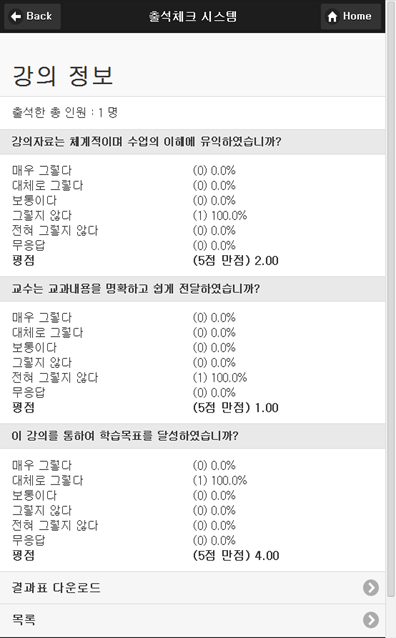 Back 출석체크 시스템 Home
강의 정보
출석한 총 인원 : 1 명
강의자료는 체계적이며 수업의 이해에 유익하였습니까?
매우 그렇다 (0) 0.0%
대체로 그렇다 (0) 0.0%
보통이다 (0) 0.0%
그렇지 않다 (1) 100.0%
전혀 그렇지 않다 (0) 0.0%
무응답 (0) 0.0%
평점 (5점 만점) 2.00
교수는 교과내용을 명확하고 쉽게 전달하였습니까?
매우 그렇다 (0) 0.0%
대체로 그렇다 (0) 0.0%
보통이다 (0) 0.0%
그렇지 않다 (0) 0.0%
전혀 그렇지 않다 (1) 100.0%
무응답 (0) 0.0%
평점 (5점 만점) 1.00
이 강의를 통하여 학습목표를 달성하였습니까?
매우 그렇다 (0) 0.0%
대체로 그렇다 (1) 100.0%
보통이다 (0) 0.0%
그렇지 않다 (0) 0.0%
전혀 그렇지 않다 (0) 0.0%
무응답 (0) 0.0%
평점 (5점 만점) 4.00
결과표 다운로드
목록